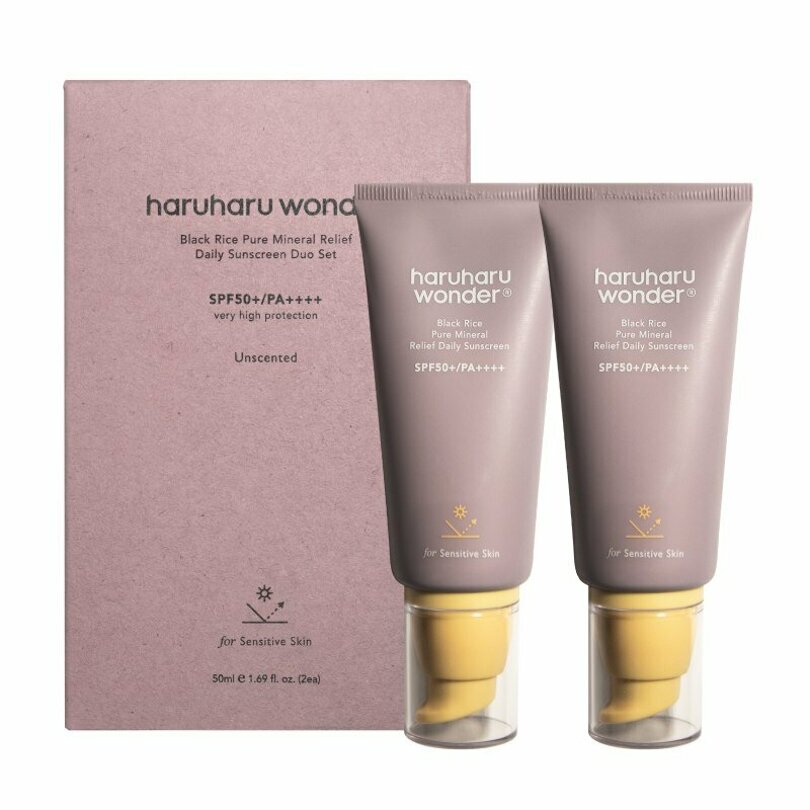 haruharu wond
Black Rice Pure Mineral Relief
Daily Sunscreen Duo Set
SPF50+/PA++++
very high protection
Unscented
for Sensitive Skin
50ml ℮ 1.69 fl. oz. (2ea)
haruharu
wonder®
Black Rice
Pure Mineral
Relief Daily Sunscreen
SPF50+/PA++++
for Sensitive Skin
haruharu
wonder®
Black Rice
Pure Mineral
Relief Daily Sunscreen
SPF50+/PA++++
for Sensitive Skin